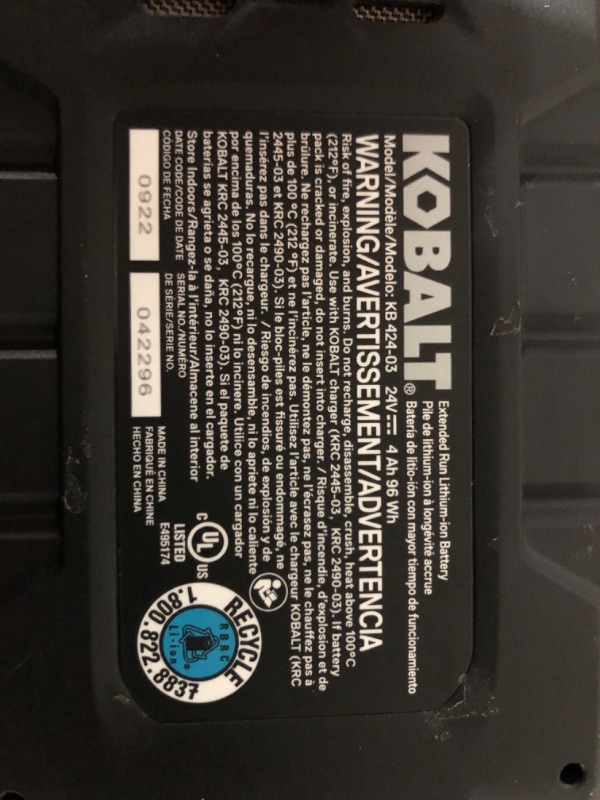 KOBALT®
Extended Run Lithium-ion Battery
Pile de lithium-ion à longévité accrue
Batería de litio-ión con mayor tiempo de funcionamiento
Model/Modèle/Modelo: KB 424-03 24V⎓ 4 Ah 96 Wh
WARNING/AVERTISSEMENT/ADVERTENCIA
Risk of fire, explosion, and burns. Do not recharge, disassemble, crush, heat above 100°C
(212°F), or incinerate. Use with KOBALT charger (KRC 2445-03, KRC 2490-03). If battery
pack is cracked or damaged, do not insert into charger. / Risque d'incendie, d'explosion et de
brûlure. Ne rechargez pas l'article, ne le démontez pas, ne l'écrasez pas, ne le chauffez pas à
plus de 100 °C (212 °F) et ne l'incinérez pas. Utilisez l'article avec le chargeur KOBALT (KRC
2445-03 et KRC 2490-03). Si le bloc-piles est fissuré ou endommagé, ne
l'insérez pas dans le chargeur. / Riesgo de incendios, de explosión y de
quemaduras. No lo recargue, ni lo desensamble, ni lo apriete ni lo caliente
por encima de los 100°C (212°F) ni lo incinere. Utilice con un cargador
KOBALT KRC 2445-03, KRC 2490-03). Si el paquete de
baterías se agrieta o se daña, no lo inserte en el cargador.
Store Indoors/Rangez-la à l'intérieur/Almacene al interior
DATE CODE/CODE DE DATE
CÓDIGO DE FECHA
0922
SERIAL NO./NUMÉRO
DE SÉRIE/SERIE NO.
042296
MADE IN CHINA
FABRIQUÉ EN CHINE
HECHO EN CHINA
C UL US
LISTED
E495174
RECYCLE
RBRC
Li-ion
1.800.822.8837